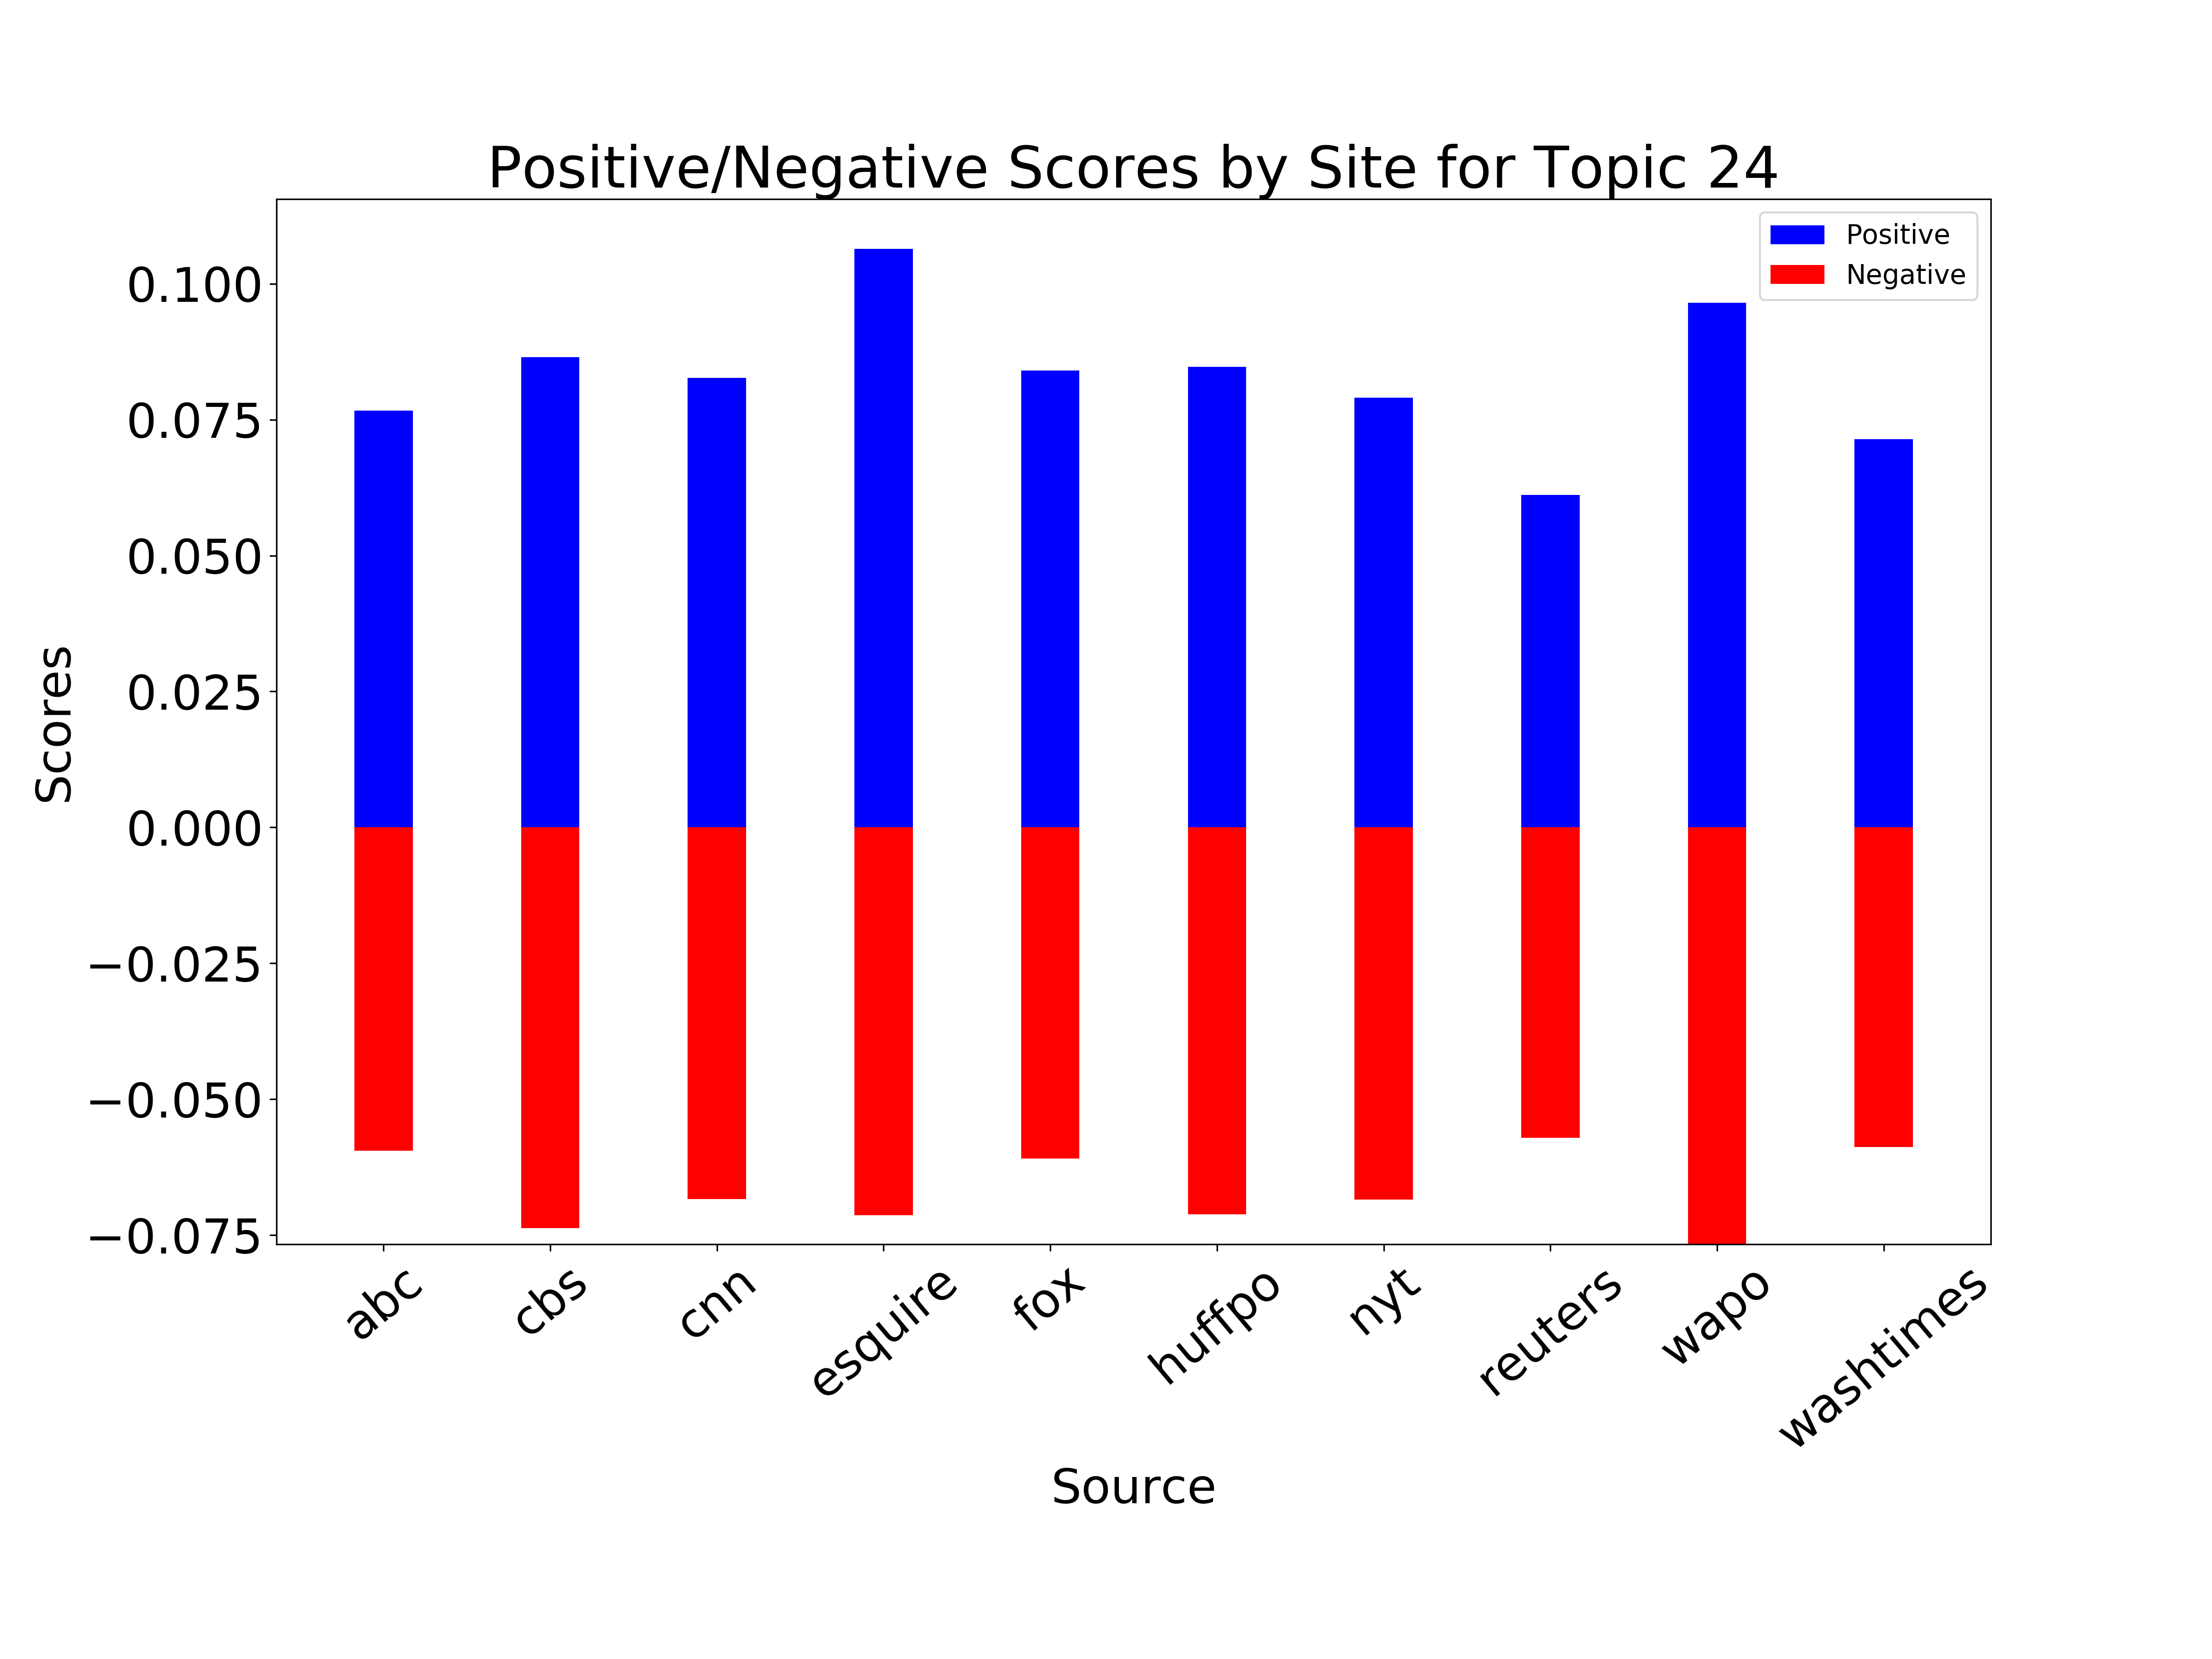 Positive/Negative Scores by Site for Topic 24
Positive
Negative
0.100
0.075
0.050
0.025
0.000
−0.025
−0.050
−0.075
Scores
abc
cbs
cnn
esquire
fox
huffpo
nyt
reuters
wapo
washtimes
Source